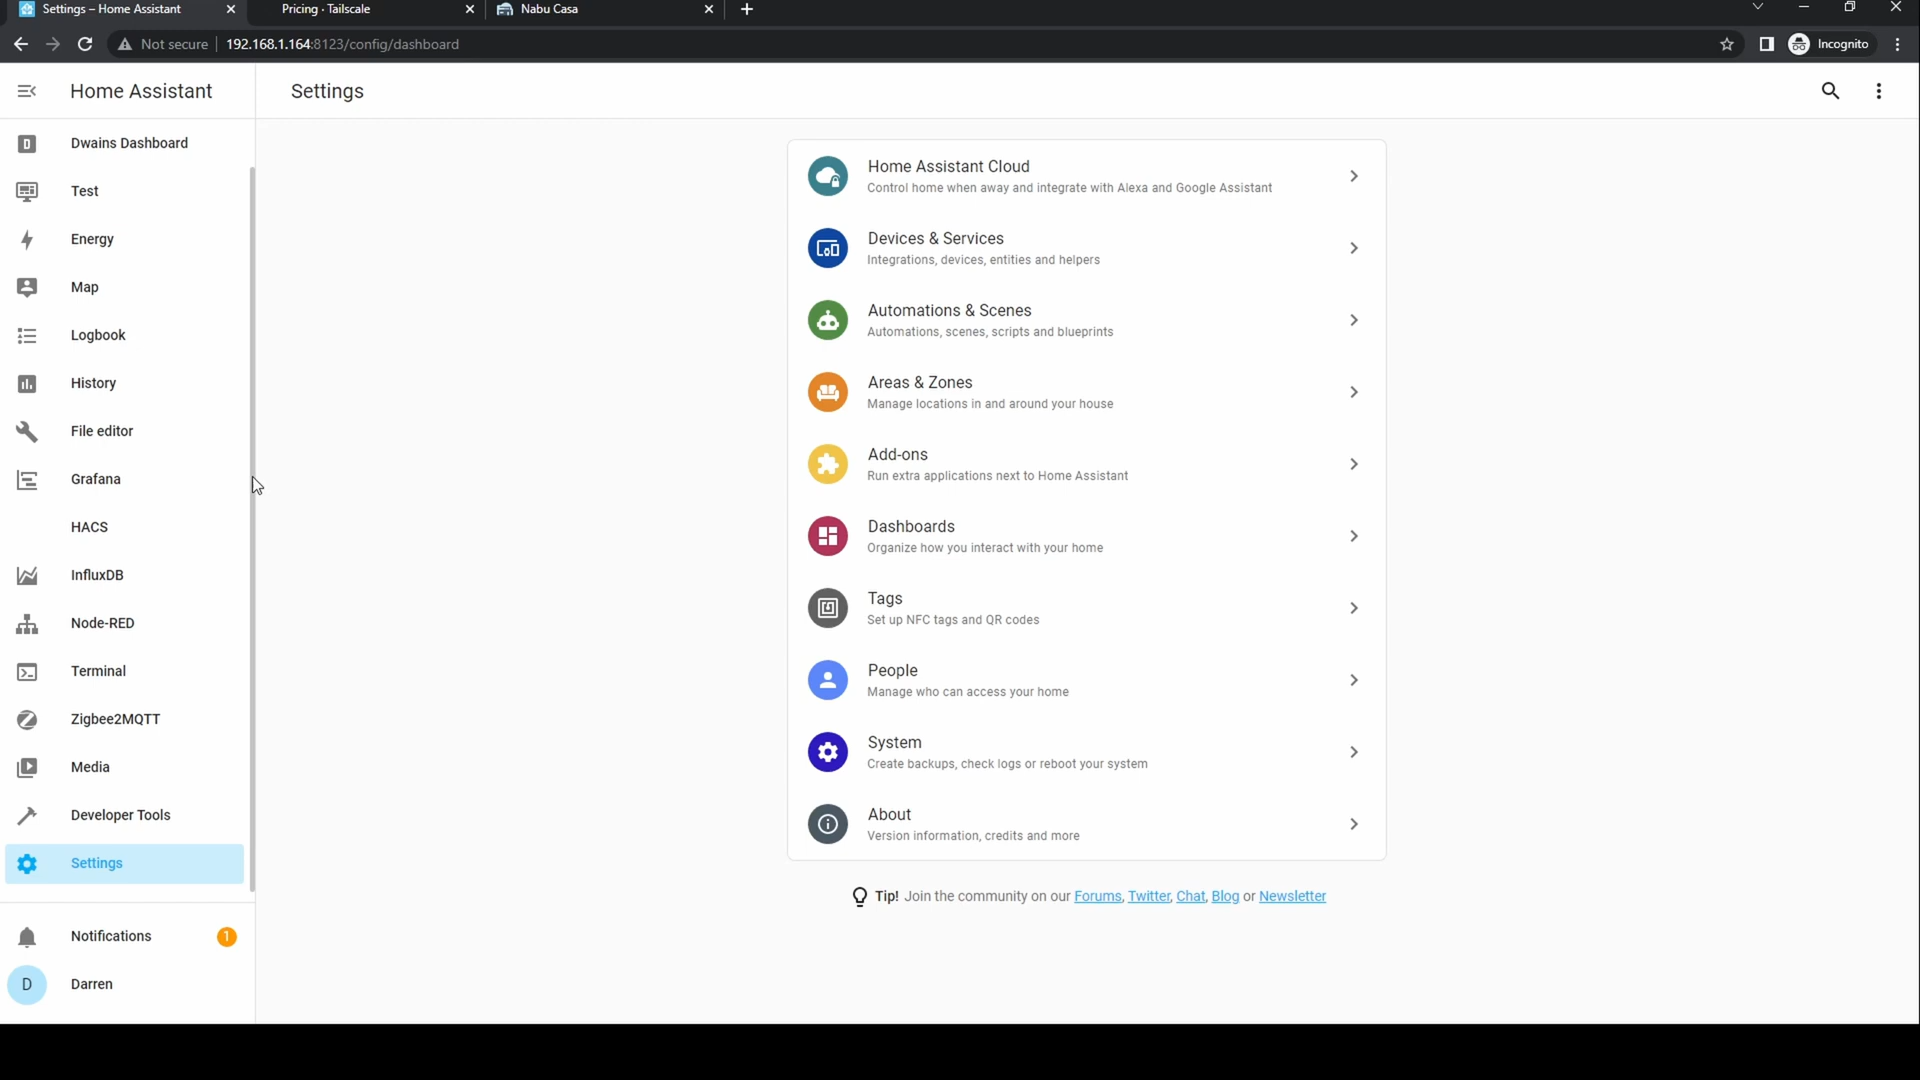 Settings – Home Assistant
Pricing · Tailscale
Nabu Casa
Not secure
192.168.1.164:8123/config/dashboard
Incognito
Home Assistant
Settings
D
Dwains Dashboard
Test
Energy
Map
Logbook
History
File editor
Grafana
HACS
InfluxDB
Node-RED
Terminal
Zigbee2MQTT
Media
Developer Tools
Settings
Notifications
1
D
Darren
Home Assistant Cloud
Control home when away and integrate with Alexa and Google Assistant
Devices & Services
Integrations, devices, entities and helpers
Automations & Scenes
Automations, scenes, scripts and blueprints
Areas & Zones
Manage locations in and around your house
Add-ons
Run extra applications next to Home Assistant
Dashboards
Organize how you interact with your home
Tags
Set up NFC tags and QR codes
People
Manage who can access your home
System
Create backups, check logs or reboot your system
About
Version information, credits and more
Tip! Join the community on our Forums, Twitter, Chat, Blog or Newsletter